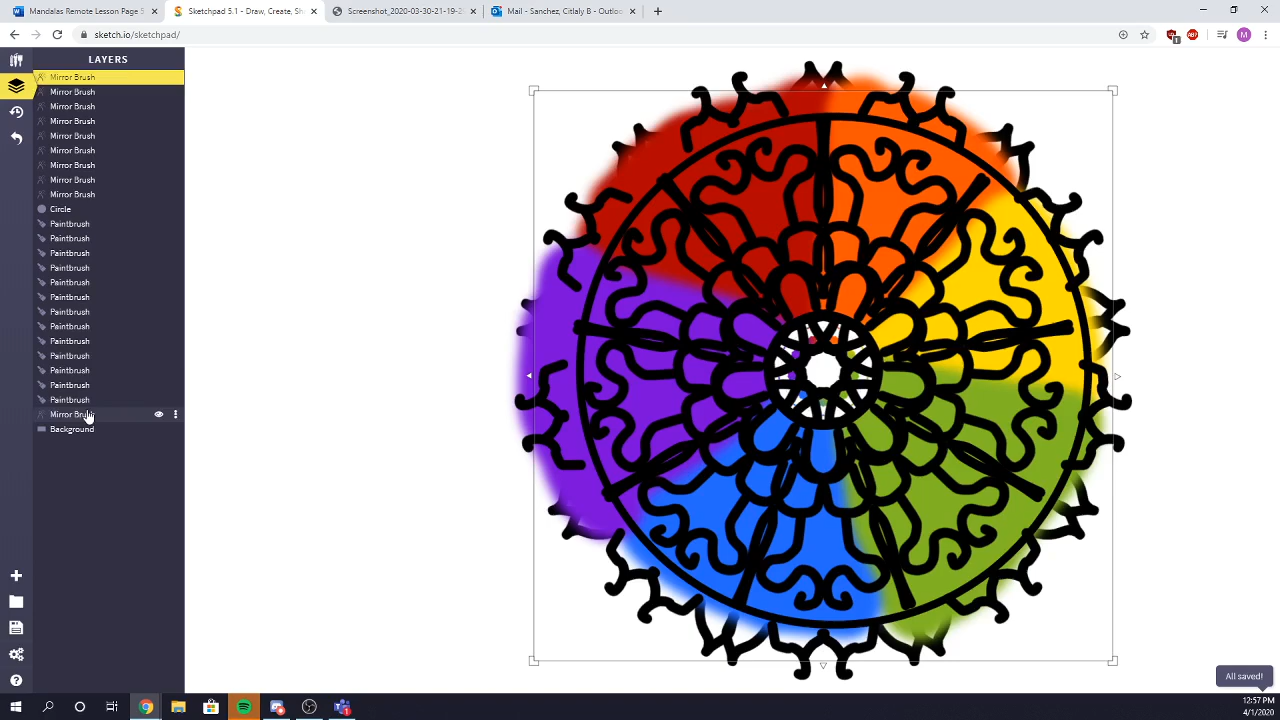 Mandalas Remote Lesson Page 5
Sketchpad 5.1 - Draw, Create, Sh
Screenshot_2020-03-30-21-19-2
Mail - Sanchez, Citlaly B - Outloo
sketch.io/sketchpad/
M
LAYERS
Mirror Brush
Mirror Brush
Mirror Brush
Mirror Brush
Mirror Brush
Mirror Brush
Mirror Brush
Mirror Brush
Mirror Brush
Circle
Paintbrush
Paintbrush
Paintbrush
Paintbrush
Paintbrush
Paintbrush
Paintbrush
Paintbrush
Paintbrush
Paintbrush
Paintbrush
Paintbrush
Paintbrush
Mirror Brush
Background
All saved!
12:57 PM
4/1/2020